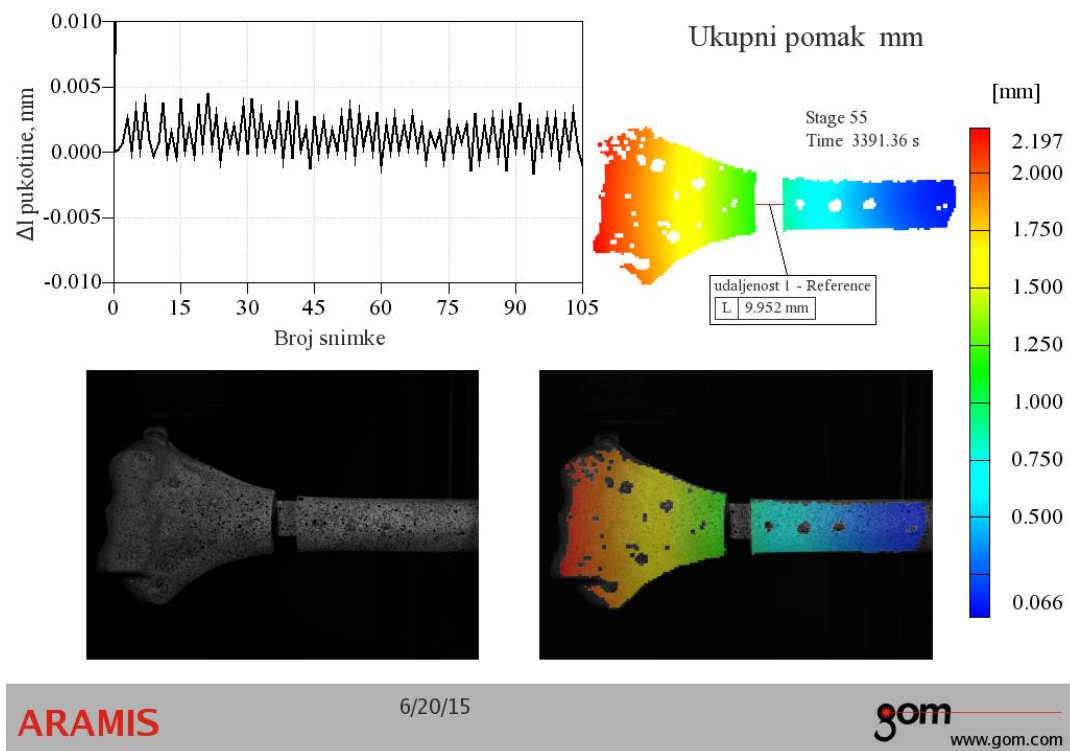 Ukupni pomak mm
0.010
0.005
0.000
-0.005
-0.010
Δl pukotine, mm
0 15 30 45 60 75 90 105
Broj snimke
Stage 55
Time 3391.36 s
udaljenost 1 - Reference
L 9.952 mm
[mm]
2.197
2.000
1.750
1.500
1.250
1.000
0.750
0.500
0.066
ARAMIS
6/20/15
gom
www.gom.com